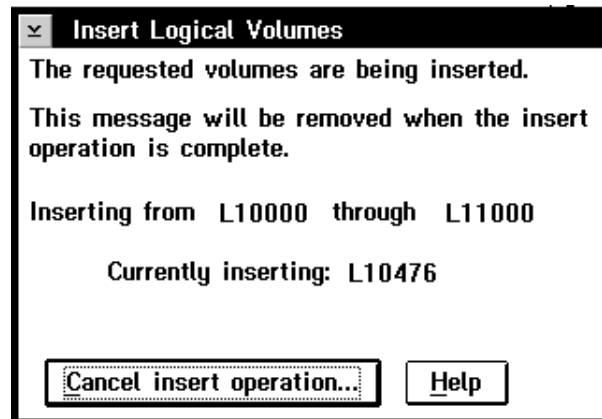 Insert Logical Volumes
The requested volumes are being inserted.
This message will be removed when the insert
operation is complete.
Inserting from L10000 through L11000
Currently inserting: L10476
Cancel insert operation... Help